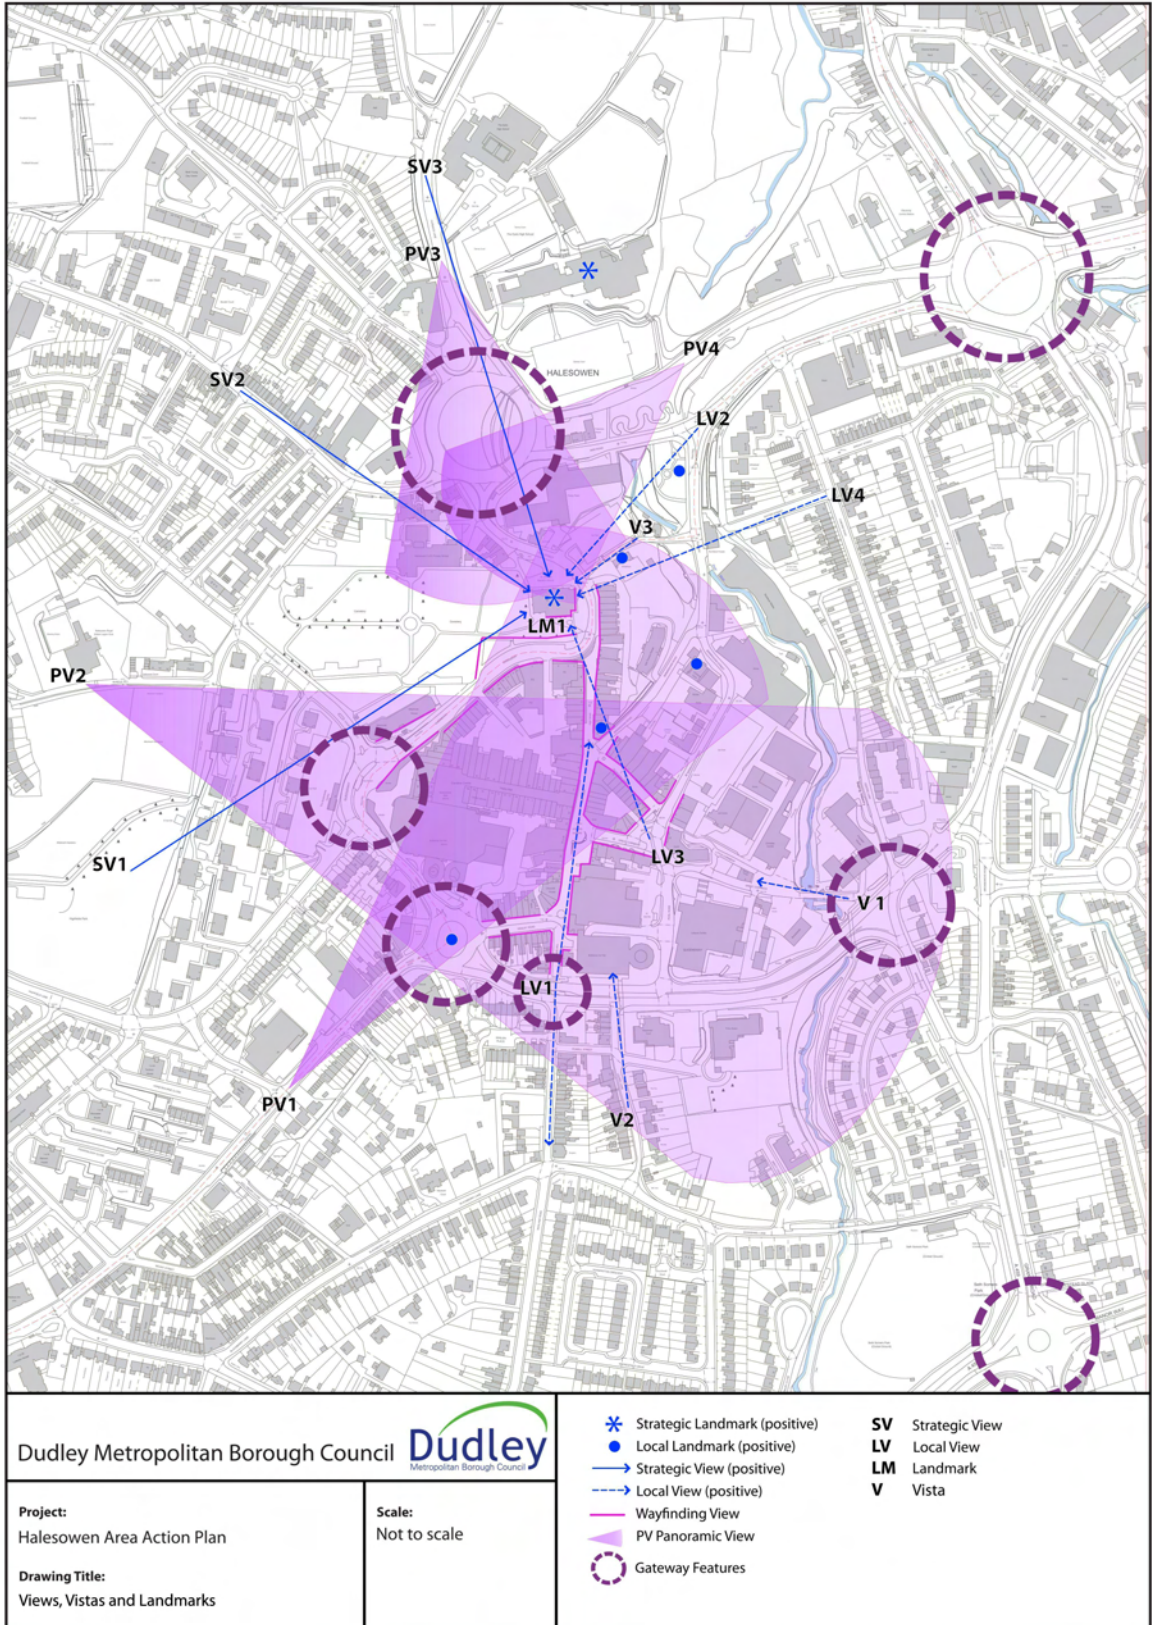 SV3
PV3
PV4
HALESOWEN
SV2
LV2
LV4
V3
LM1
PV2
SV1
LV3
V 1
LV1
PV1
V2
Dudley Metropolitan Borough Council
Dudley
Metropolitan Borough Council
Project:
Halesowen Area Action Plan
Drawing Title:
Views, Vistas and Landmarks
Scale:
Not to scale
Strategic Landmark (positive)
Local Landmark (positive)
Strategic View (positive)
Local View (positive)
Wayfinding View
PV Panoramic View
Gateway Features
SV Strategic View
LV Local View
LM Landmark
V Vista